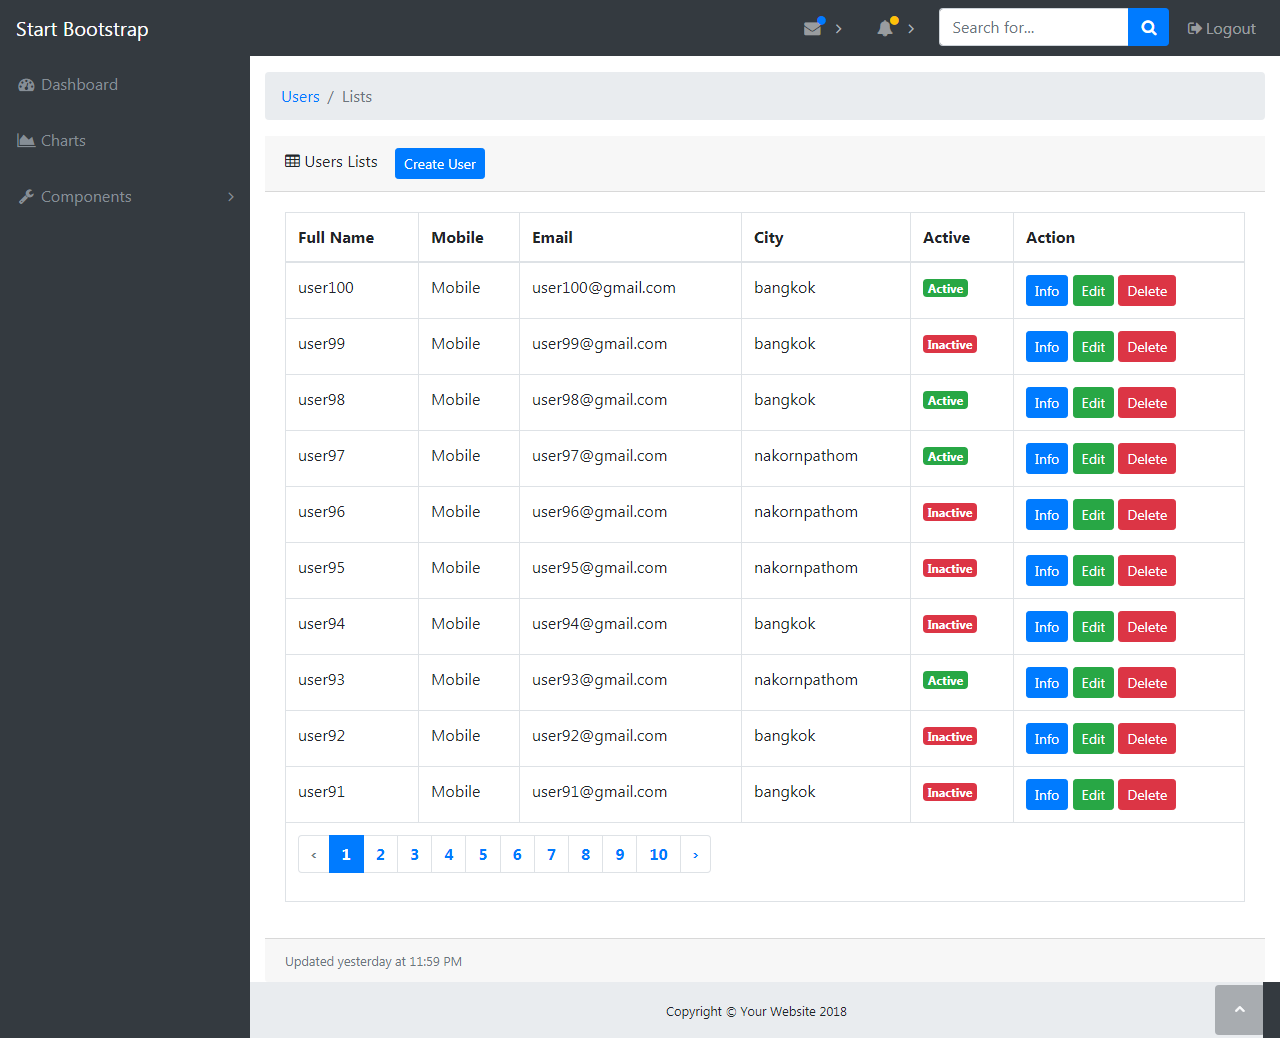 Start Bootstrap
Search for...
Logout
Dashboard
Charts
Components
Users / Lists
Users Lists Create User
Full Name Mobile Email City Active Action
user100 Mobile user100@gmail.com bangkok Active Info Edit Delete
user99 Mobile user99@gmail.com bangkok Inactive Info Edit Delete
user98 Mobile user98@gmail.com bangkok Active Info Edit Delete
user97 Mobile user97@gmail.com nakornpathom Active Info Edit Delete
user96 Mobile user96@gmail.com nakornpathom Inactive Info Edit Delete
user95 Mobile user95@gmail.com nakornpathom Inactive Info Edit Delete
user94 Mobile user94@gmail.com bangkok Inactive Info Edit Delete
user93 Mobile user93@gmail.com nakornpathom Active Info Edit Delete
user92 Mobile user92@gmail.com bangkok Inactive Info Edit Delete
user91 Mobile user91@gmail.com bangkok Inactive Info Edit Delete
‹ 1 2 3 4 5 6 7 8 9 10 ›
Updated yesterday at 11:59 PM
Copyright © Your Website 2018